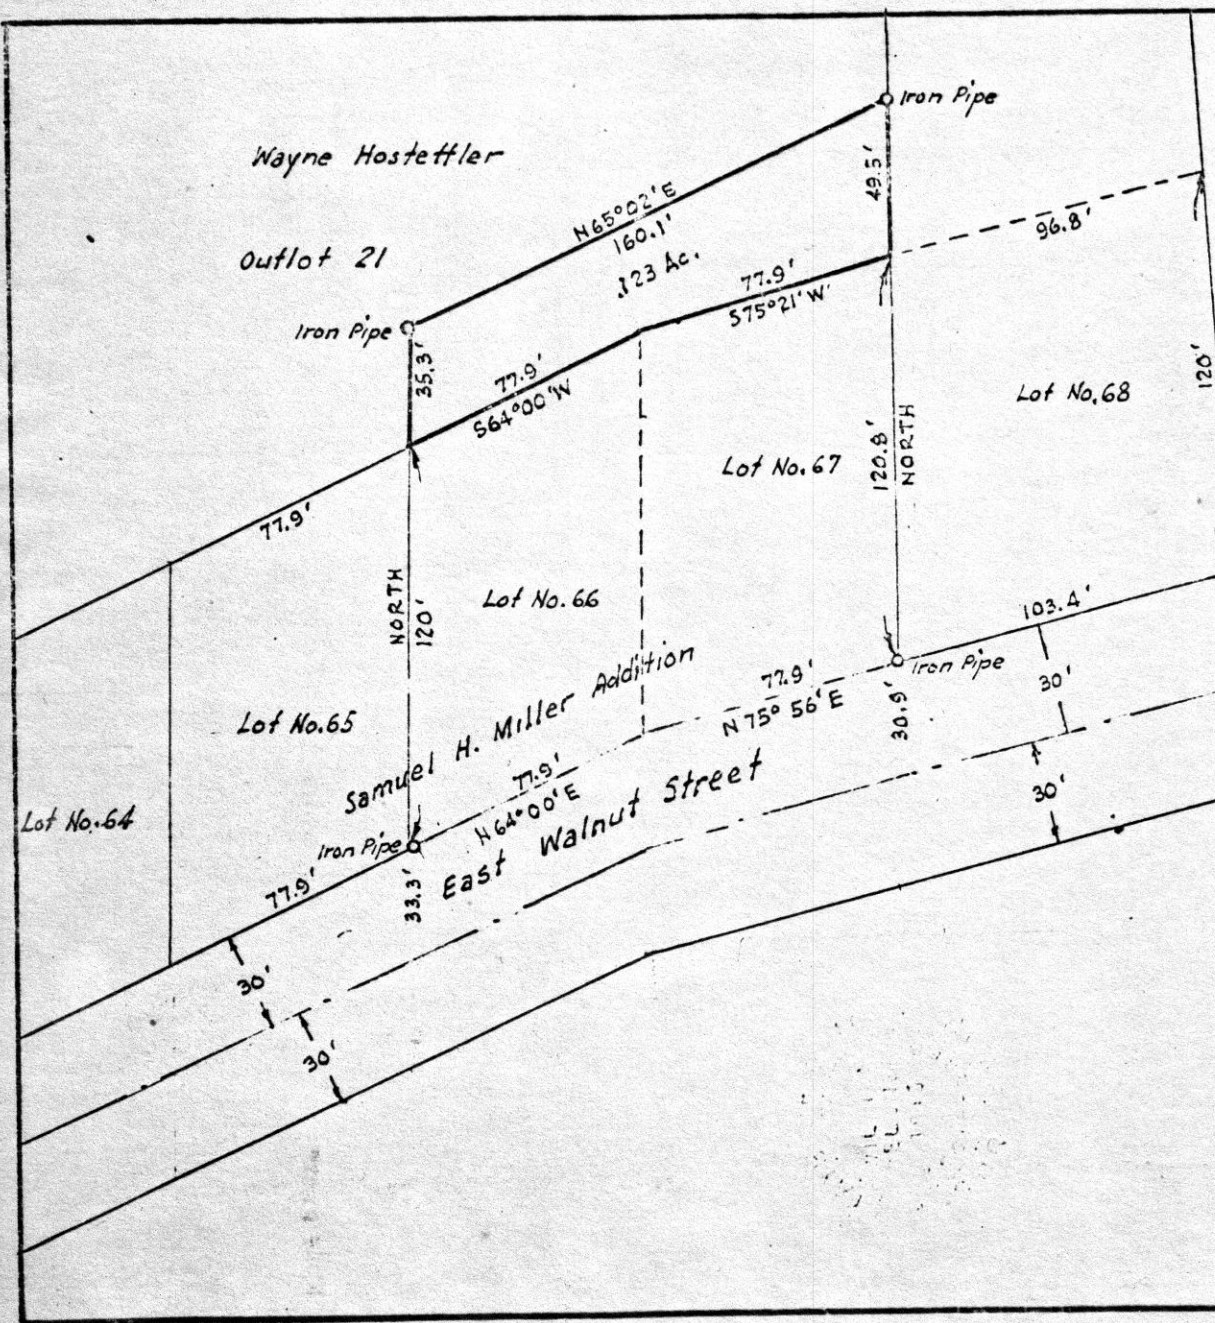 Iron Pipe
Wayne Hostettler
49.5'
N65°02'E
160.1'
96.8'
Outlot 21
.123 Ac.
77.9'
S75°21'W
Iron Pipe
35.3'
77.9'
S64°00'W
120'
Lot No.68
Lot No.67
120.8'
NORTH
77.9'
NORTH
120'
Lot No.66
103.4'
Samuel H. Miller Addition
77.9'
N75°56'E
Iron Pipe
30.9'
30'
Lot No.65
77.9'
N64°00'E
East Walnut Street
30'
Lot No.64
Iron Pipe
77.9'
33.3'
30'
30'